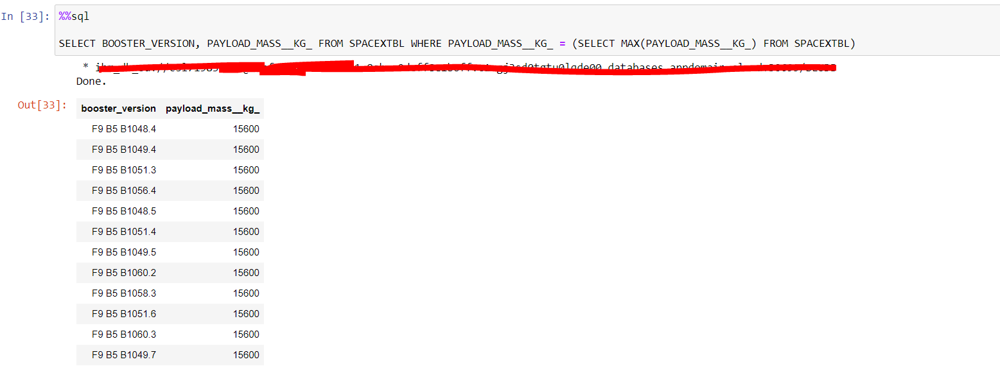 In [33]: %%sql
SELECT BOOSTER_VERSION, PAYLOAD_MASS__KG_ FROM SPACEXTBL WHERE PAYLOAD_MASS__KG_ = (SELECT MAX(PAYLOAD_MASS__KG_) FROM SPACEXTBL)
*
Done.
Out[33]:
booster_version payload_mass__kg_
F9 B5 B1048.4 15600
F9 B5 B1049.4 15600
F9 B5 B1051.3 15600
F9 B5 B1056.4 15600
F9 B5 B1048.5 15600
F9 B5 B1051.4 15600
F9 B5 B1049.5 15600
F9 B5 B1060.2 15600
F9 B5 B1058.3 15600
F9 B5 B1051.6 15600
F9 B5 B1060.3 15600
F9 B5 B1049.7 15600